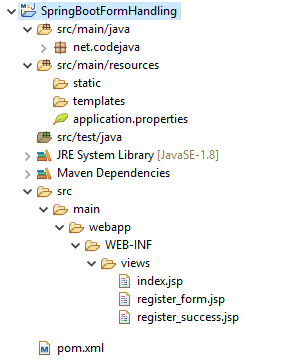 SpringBootFormHandling
src/main/java
net.codejava
src/main/resources
static
templates
application.properties
src/test/java
JRE System Library [JavaSE-1.8]
Maven Dependencies
src
main
webapp
WEB-INF
views
index.jsp
register_form.jsp
register_success.jsp
pom.xml